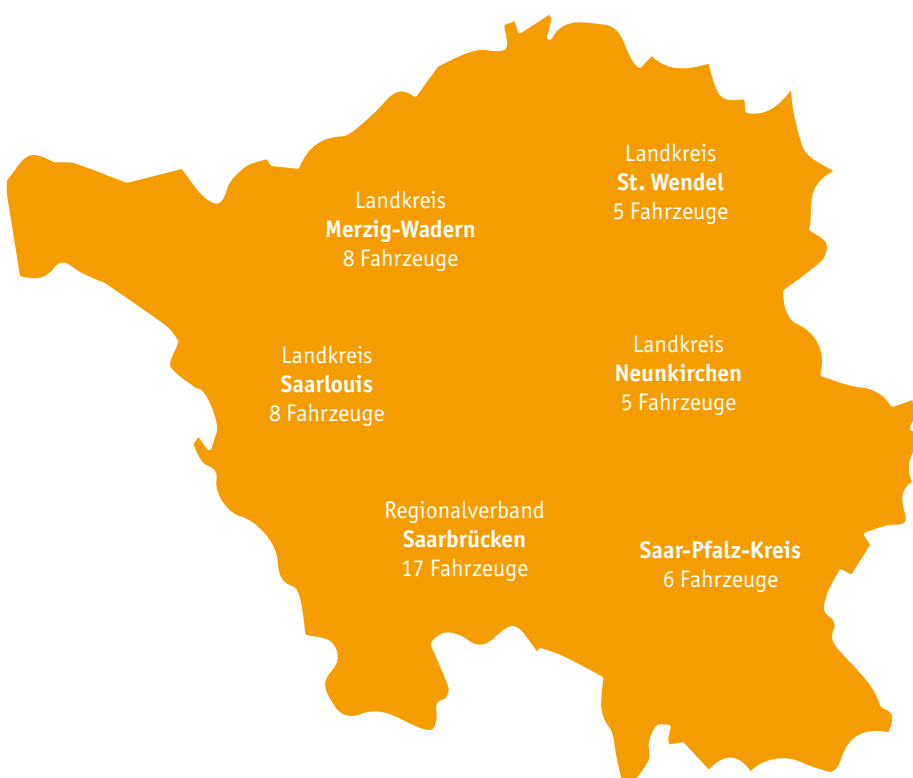 Landkreis
St. Wendel
5 Fahrzeuge
Landkreis
Merzig-Wadern
8 Fahrzeuge
Landkreis
Neunkirchen
5 Fahrzeuge
Landkreis
Saarlouis
8 Fahrzeuge
Regionalverband
Saarbrücken
17 Fahrzeuge
Saar-Pfalz-Kreis
6 Fahrzeuge